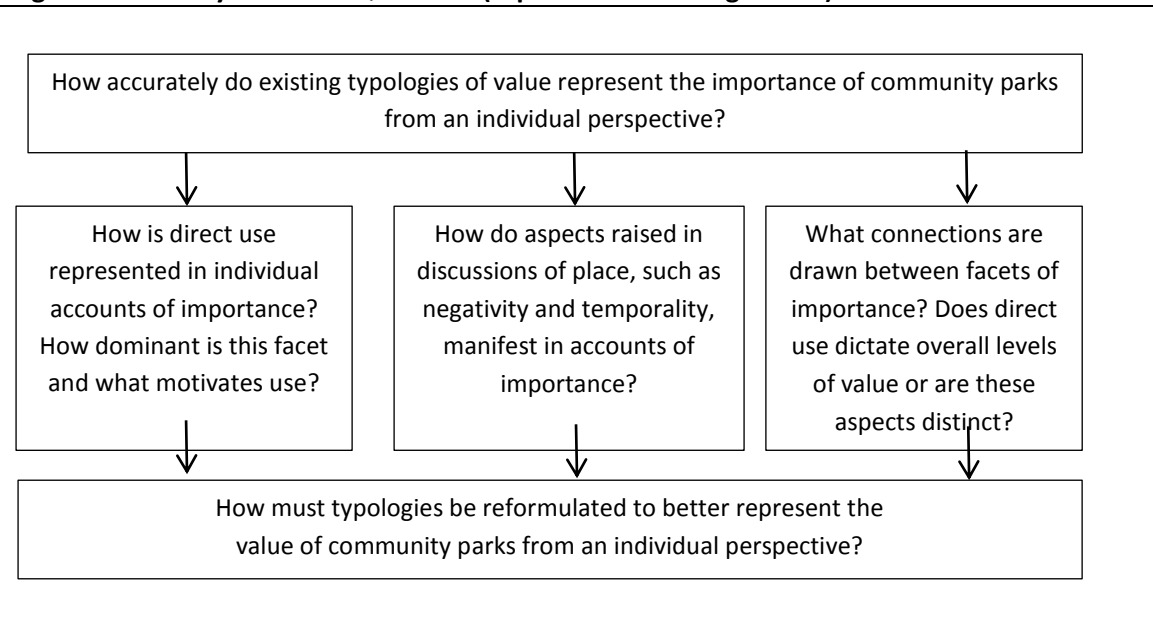 How accurately do existing typologies of value represent the importance of community parks
from an individual perspective?
How is direct use
represented in individual
accounts of importance?
How dominant is this facet
and what motivates use?
How do aspects raised in
discussions of place, such as
negativity and temporality,
manifest in accounts of
importance?
What connections are
drawn between facets of
importance? Does direct
use dictate overall levels
of value or are these
aspects distinct?
How must typologies be reformulated to better represent the
value of community parks from an individual perspective?